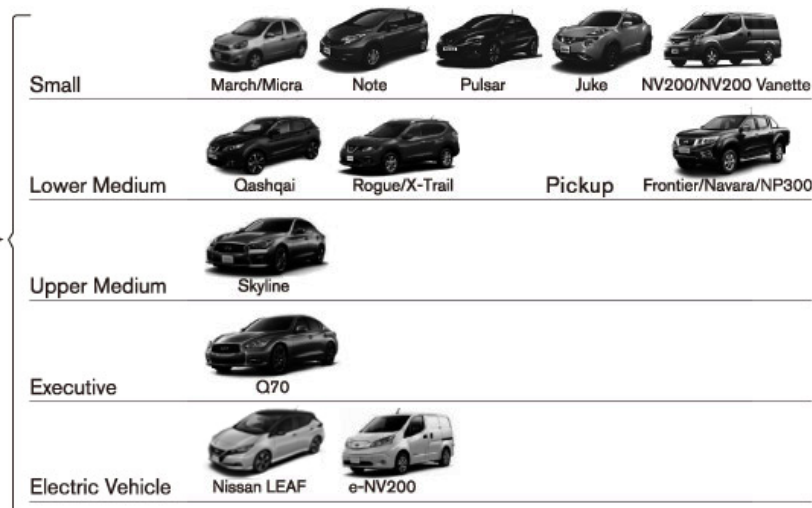 Small March/Micra Note Pulsar Juke NV200/NV200 Vanette
Lower Medium Qashqai Rogue/X-Trail Pickup Frontier/Navara/NP300
Upper Medium Skyline
Executive Q70
Electric Vehicle Nissan LEAF e-NV200